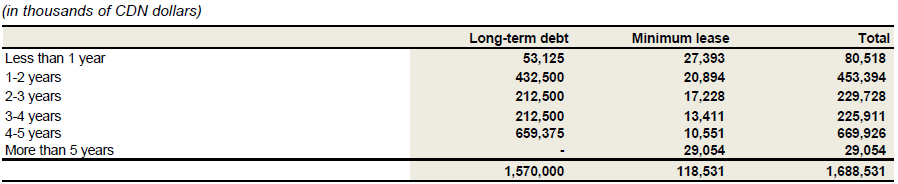 (in thousands of CDN dollars)
Long-term debt Minimum lease Total
Less than 1 year 53,125 27,393 80,518
1-2 years 432,500 20,894 453,394
2-3 years 212,500 17,228 229,728
3-4 years 212,500 13,411 225,911
4-5 years 659,375 10,551 669,926
More than 5 years - 29,054 29,054
1,570,000 118,531 1,688,531